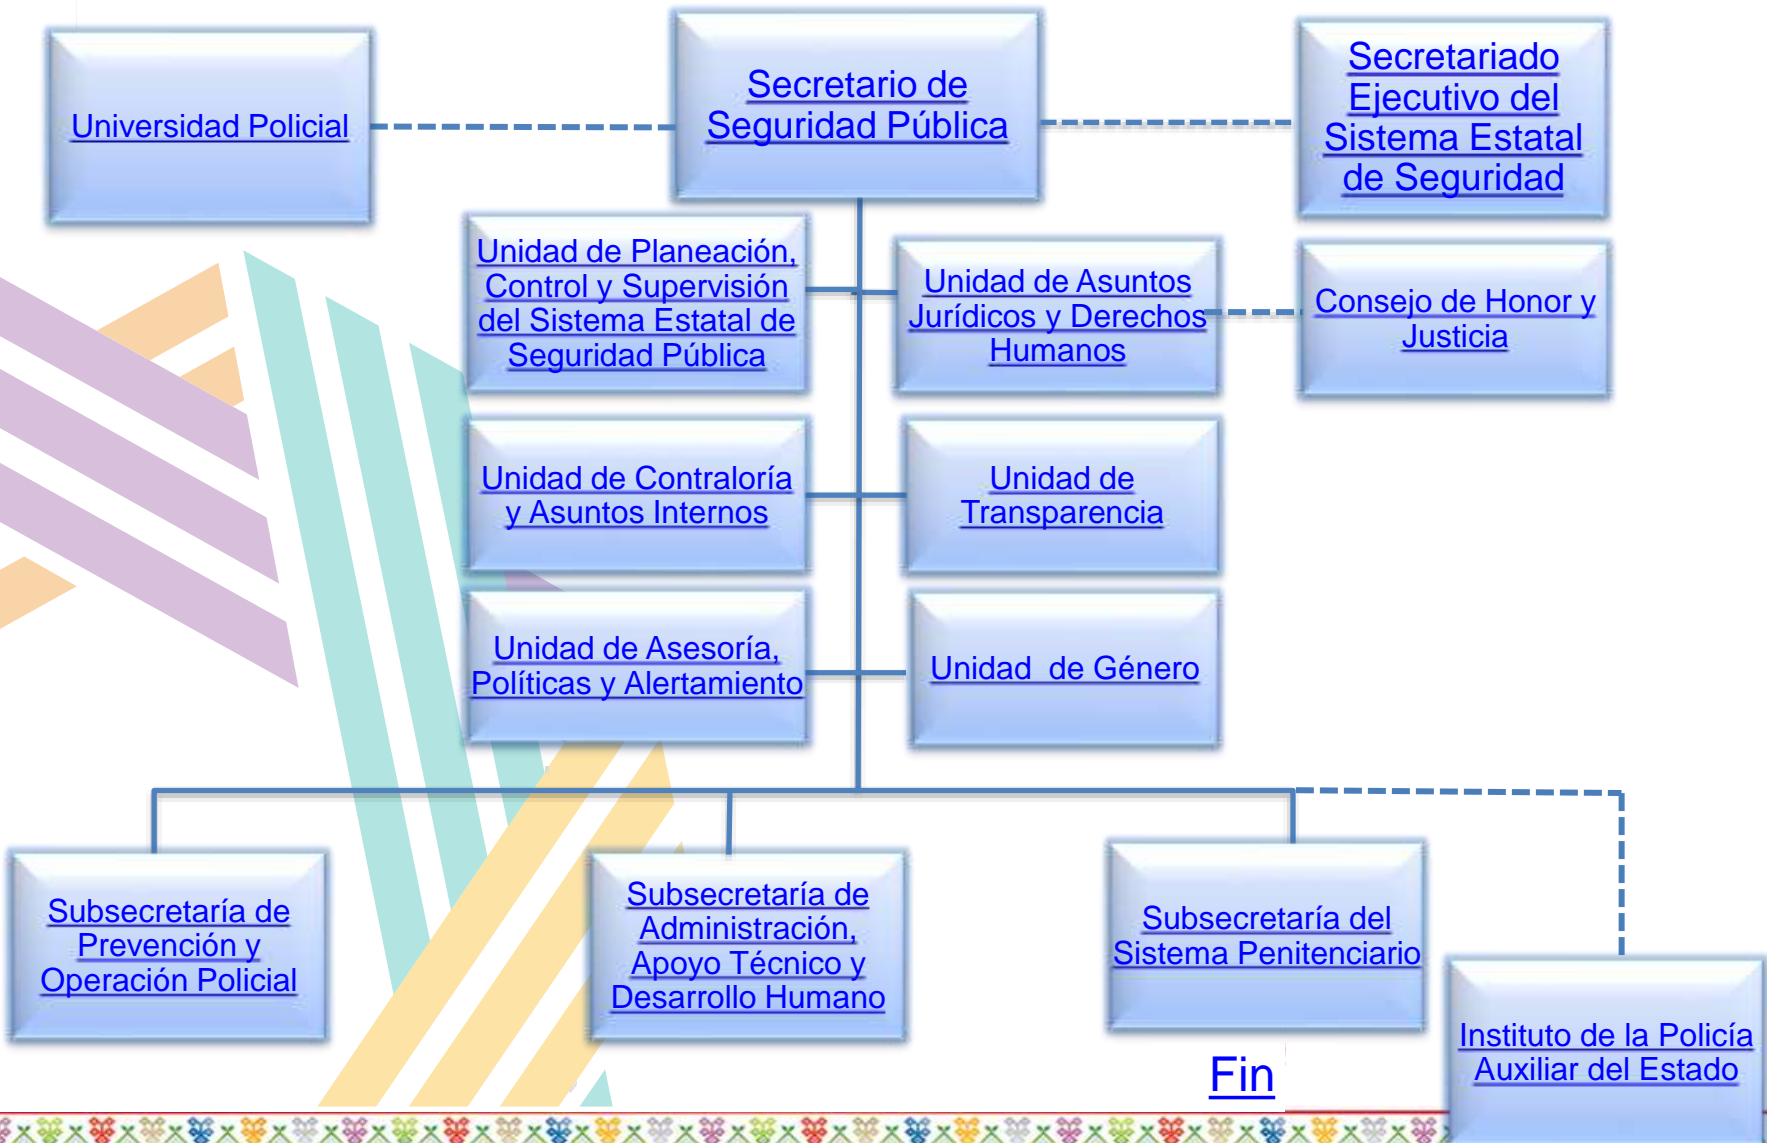 Universidad Policial
Secretario de
Seguridad Pública
Secretariado
Ejecutivo del
Sistema Estatal
de Seguridad
Unidad de Planeación,
Control y Supervisión
del Sistema Estatal de
Seguridad Pública
Unidad de Asuntos
Jurídicos y Derechos
Humanos
Consejo de Honor y
Justicia
Unidad de Contraloría
y Asuntos Internos
Unidad de
Transparencia
Unidad de Asesoría,
Políticas y Alertamiento
Unidad  de Género
Subsecretaría de
Prevención y
Operación Policial
Subsecretaría de
Administración,
Apoyo Técnico y
Desarrollo Humano
Subsecretaría del
Sistema Penitenciario
Instituto de la Policía
Auxiliar del Estado
Fin